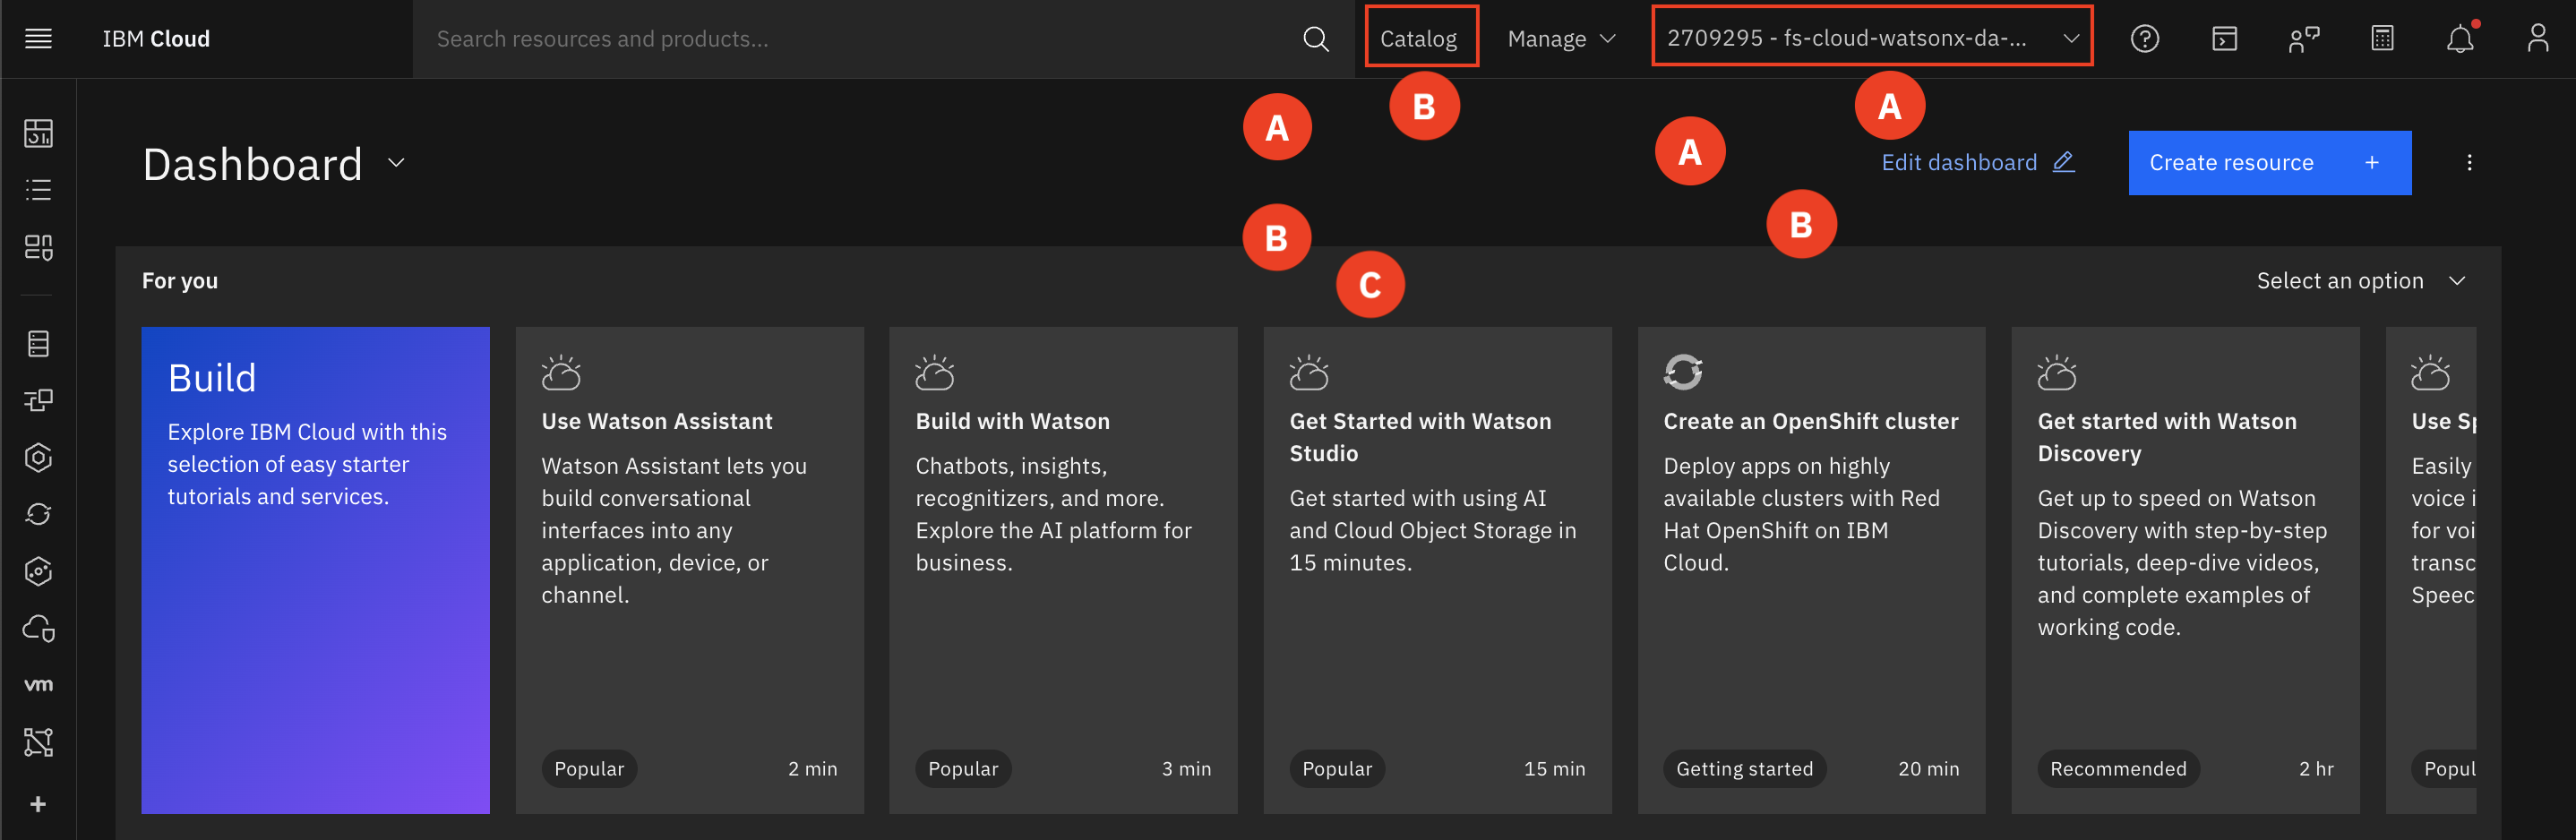 IBM Cloud
Search resources and products...
Catalog
Manage
2709295 - fs-cloud-watsonx-da-...
A
B
A
A
Dashboard
Edit dashboard
Create resource +
B
B
C
For you
Select an option
Build
Explore IBM Cloud with this
selection of easy starter
tutorials and services.
Use Watson Assistant
Watson Assistant lets you
build conversational
interfaces into any
application, device, or
channel.
Popular
2 min
Build with Watson
Chatbots, insights,
recognitizers, and more.
Explore the AI platform for
business.
Popular
3 min
Get Started with Watson
Studio
Get started with using AI
and Cloud Object Storage in
15 minutes.
Popular
15 min
Create an OpenShift cluster
Deploy apps on highly
available clusters with Red
Hat OpenShift on IBM
Cloud.
Getting started
20 min
Get started with Watson
Discovery
Get up to speed on Watson
Discovery with step-by-step
tutorials, deep-dive videos,
and complete examples of
working code.
Recommended
2 hr
Use Sp
Easily
voice i
for voi
transc
Speec
Popul
vm